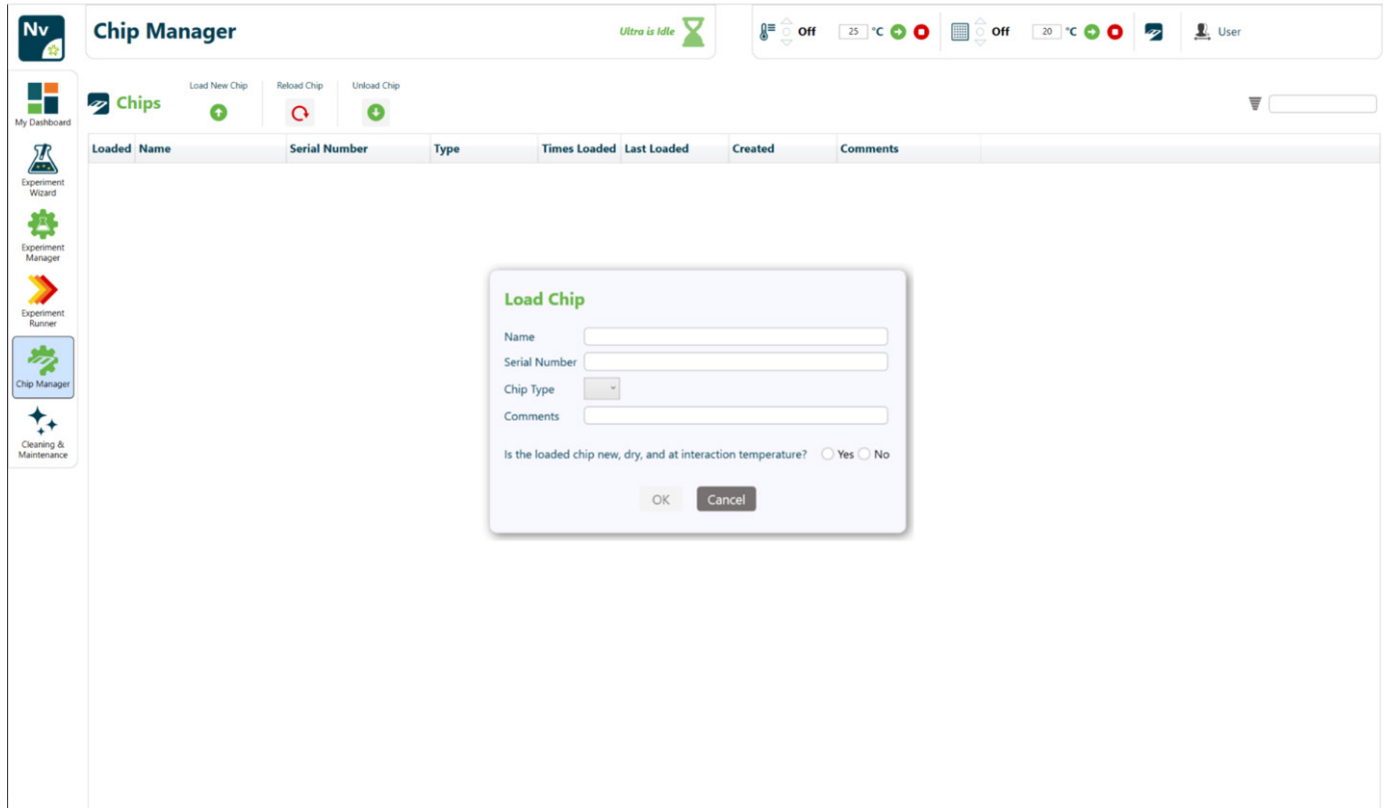 Nv
Chip Manager
Ultra is Idle
Off
25 °C
Off
20 °C
User
My Dashboard
Experiment
Wizard
Experiment
Manager
Experiment
Runner
Chip Manager
Cleaning &
Maintenance
Chips
Load New Chip
Reload Chip
Unload Chip
Loaded Name Serial Number Type Times Loaded Last Loaded Created Comments
Load Chip
Name
Serial Number
Chip Type
Comments
Is the loaded chip new, dry, and at interaction temperature? Yes No
OK Cancel